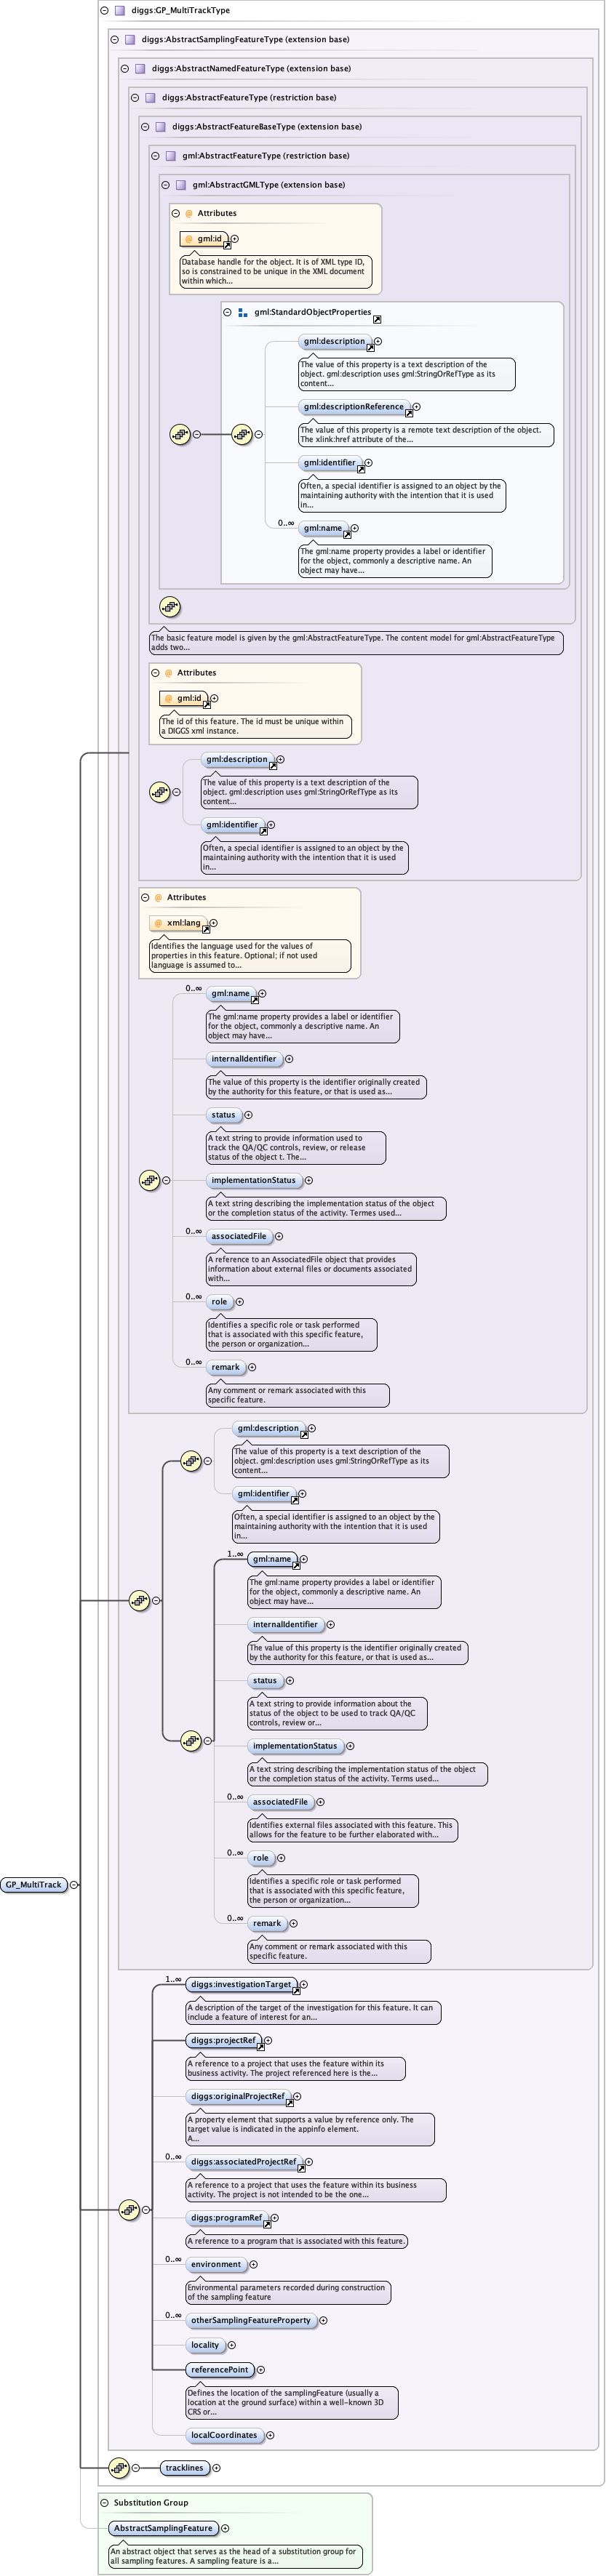 diggs:GP_MultiTrackType
diggs:AbstractSamplingFeatureType (extension base)
diggs:AbstractNamedFeatureType (extension base)
diggs:AbstractFeatureType (restriction base)
diggs:AbstractFeatureBaseType (extension base)
gml:AbstractFeatureType (restriction base)
gml:AbstractGMLType (extension base)
@ Attributes
@ gml:id
Database handle for the object. It is of XML type ID,
so is constrained to be unique in the XML document
within which...
gml:StandardObjectProperties
gml:description
The value of this property is a text description of the
object. gml:description uses gml:StringOrRefType as its
content...
gml:descriptionReference
The value of this property is a remote text description of the object.
The xlink:href attribute of the...
gml:identifier
Often, a special identifier is assigned to an object by the
maintaining authority with the intention that it is used
in...
0..∞
gml:name
The gml:name property provides a label or identifier
for the object, commonly a descriptive name. An
object may have...
The basic feature model is given by the gml:AbstractFeatureType. The content model for gml:AbstractFeatureType
adds two...
@ Attributes
@ gml:id
The id of this feature. The id must be unique within
a DIGGS xml instance.
gml:description
The value of this property is a text description of the
object. gml:description uses gml:StringOrRefType as its
content...
gml:identifier
Often, a special identifier is assigned to an object by the
maintaining authority with the intention that it is used
in...
@ Attributes
@ xml:lang
Identifies the language used for the values of
properties in this feature. Optional; if not used
language is assumed to...
0..∞
gml:name
The gml:name property provides a label or identifier
for the object, commonly a descriptive name. An
object may have...
internalIdentifier
The value of this property is the identifier originally created
by the authority for this feature, or that is used as...
status
A text string to provide information used to
track the QA/QC controls, review, or release
status of the object t. The...
implementationStatus
A text string describing the implementation status of the object
or the completion status of the activity. Termes used...
0..∞
associatedFile
A reference to an AssociatedFile object that provides
information about external files or documents associated
with...
0..∞
role
Identifies a specific role or task performed
that is associated with this specific feature,
the person or organization...
0..∞
remark
Any comment or remark associated with this
specific feature.
gml:description
The value of this property is a text description of the
object. gml:description uses gml:StringOrRefType as its
content...
gml:identifier
Often, a special identifier is assigned to an object by the
maintaining authority with the intention that it is used
in...
1..∞
gml:name
The gml:name property provides a label or identifier
for the object, commonly a descriptive name. An
object may have...
internalIdentifier
The value of this property is the identifier originally created
by the authority for this feature, or that is used as...
status
A text string to provide information about the
status of the object to be used to track QA/QC
controls, review or...
implementationStatus
A text string describing the implementation status of the object
or the completion status of the activity. Terms used...
0..∞
associatedFile
Identifies external files associated with this feature. This
allows for the feature to be further elaborated with...
0..∞
role
Identifies a specific role or task performed
that is associated with this specific feature,
the person or organization...
0..∞
remark
Any comment or remark associated with this
specific feature.
GP_MultiTrack
1..∞
diggs:investigationTarget
A description of the target of the investigation for this feature. It can
include a feature of interest for an...
diggs:projectRef
A reference to a project that uses the feature within its
business activity. The project referenced here is the...
diggs:originalProjectRef
A property element that supports a value by reference only. The
target value is indicated in the appinfo element.
A...
0..∞
diggs:associatedProjectRef
A reference to a project that uses the feature within its business
activity. The project is not intended to be the one...
diggs:programRef
A reference to a program that is associated with this feature.
0..∞
environment
Environmental parameters recorded during construction
of the sampling feature
0..∞
otherSamplingFeatureProperty
locality
referencePoint
Defines the location of the samplingFeature (usually a
location at the ground surface) within a well-known 3D
CRS or...
localCoordinates
tracklines
Substitution Group
AbstractSamplingFeature
An abstract object that serves as the head of a substitution group for
all sampling features. A sampling feature is a...